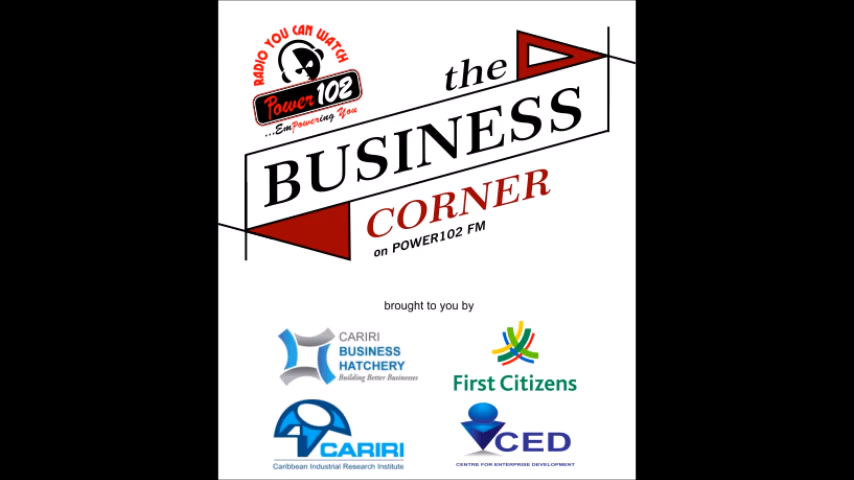 RADIO YOU CAN WATCH
Power 102
...EmPowering You
the
BUSINESS
CORNER
on POWER102 FM
brought to you by
CARIRI
BUSINESS
HATCHERY
Building Better Businesses
First Citizens
CARIRI
Caribbean Industrial Research Institute
CED
CENTRE FOR ENTERPRISE DEVELOPMENT